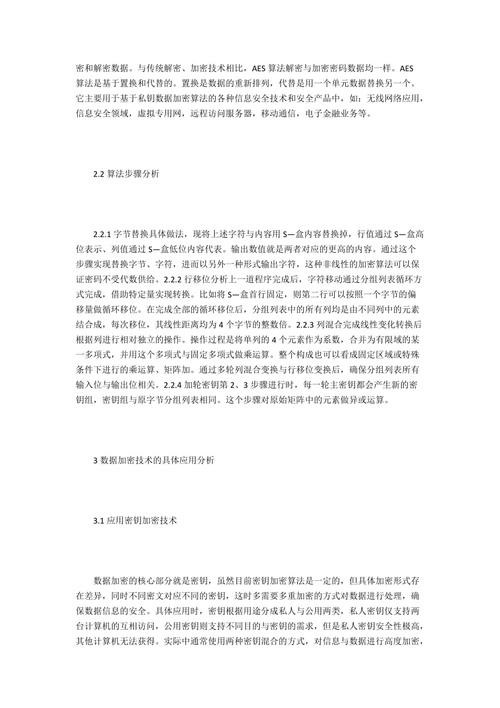 密和解密数据。与传统解密、加密技术相比，AES 算法解密与加密密码数据均一样。AES
算法是基于置换和代替的。置换是数据的重新排列，代替是用一个单元数据替换另一个。
它主要用于基于私钥数据加密算法的各种信息安全技术和安全产品中，如：无线网络应用，
信息安全领域，虚拟专用网，远程访问服务器，移动通信，电子金融业务等。
2.2 算法步骤分析
2.2.1 字节替换具体做法，现将上述字符与内容用 S—盒内容替换掉，行值通过 S—盒高
位表示、列值通过 S—盒低位内容代表。输出数值就是两者对应的更高的内容。通过这个
步骤实现替换字节、字符，进而以另外一种形式输出字符，这种非线性的加密算法可以保
证密码不受代数供给。2.2.2 行移位分析上一道程序完成后，字符移动通过分组列表循环方
式完成，借助特定量实现转换。比如将 S—盒首行固定，则第二行可以按照一个字节的偏
移量做循环移位。在完成全部的循环移位后，分组列表中的所有列均是由不同列中的元素
结合成，每次移位，其线性距离均为 4 个字节的整数倍。2.2.3 列混合完成线性变化转换后
根据列进行相对独立的操作。操作过程是将单列的 4 个元素作为系数，合并为有限域的某
一多项式，并用这个多项式与固定多项式做乘运算。整个构成也可以看成固定区域或特殊
条件下进行的乘运算、矩阵加。通过多轮列混合变换与行移位变换后，确保分组列表所有
输入位与输出位相关。2.2.4 加轮密钥第 2、3 步骤进行时，每一轮主密钥都会产生新的密
钥组，密钥组与原字节分组列表相同。这个步骤对原始矩阵中的元素做异或运算。
3 数据加密技术的具体应用分析
3.1 应用密钥加密技术
数据加密的核心部分就是密钥，虽然目前密钥加密算法是一定的，但具体加密形式存
在差异，同时不同密文对应不同的密钥，这时多需要多重加密的方式对数据进行处理，确
保数据信息的安全。具体应用时，密钥根据用途分成私人与公用两类，私人密钥仅支持两
台计算机的互相访问，公用密钥则支持不同目的与密钥的需求，但是私人密钥安全性极高，
其他计算机无法获得。实际中通常使用两种密钥混合的方式，对信息与数据进行高度加密，